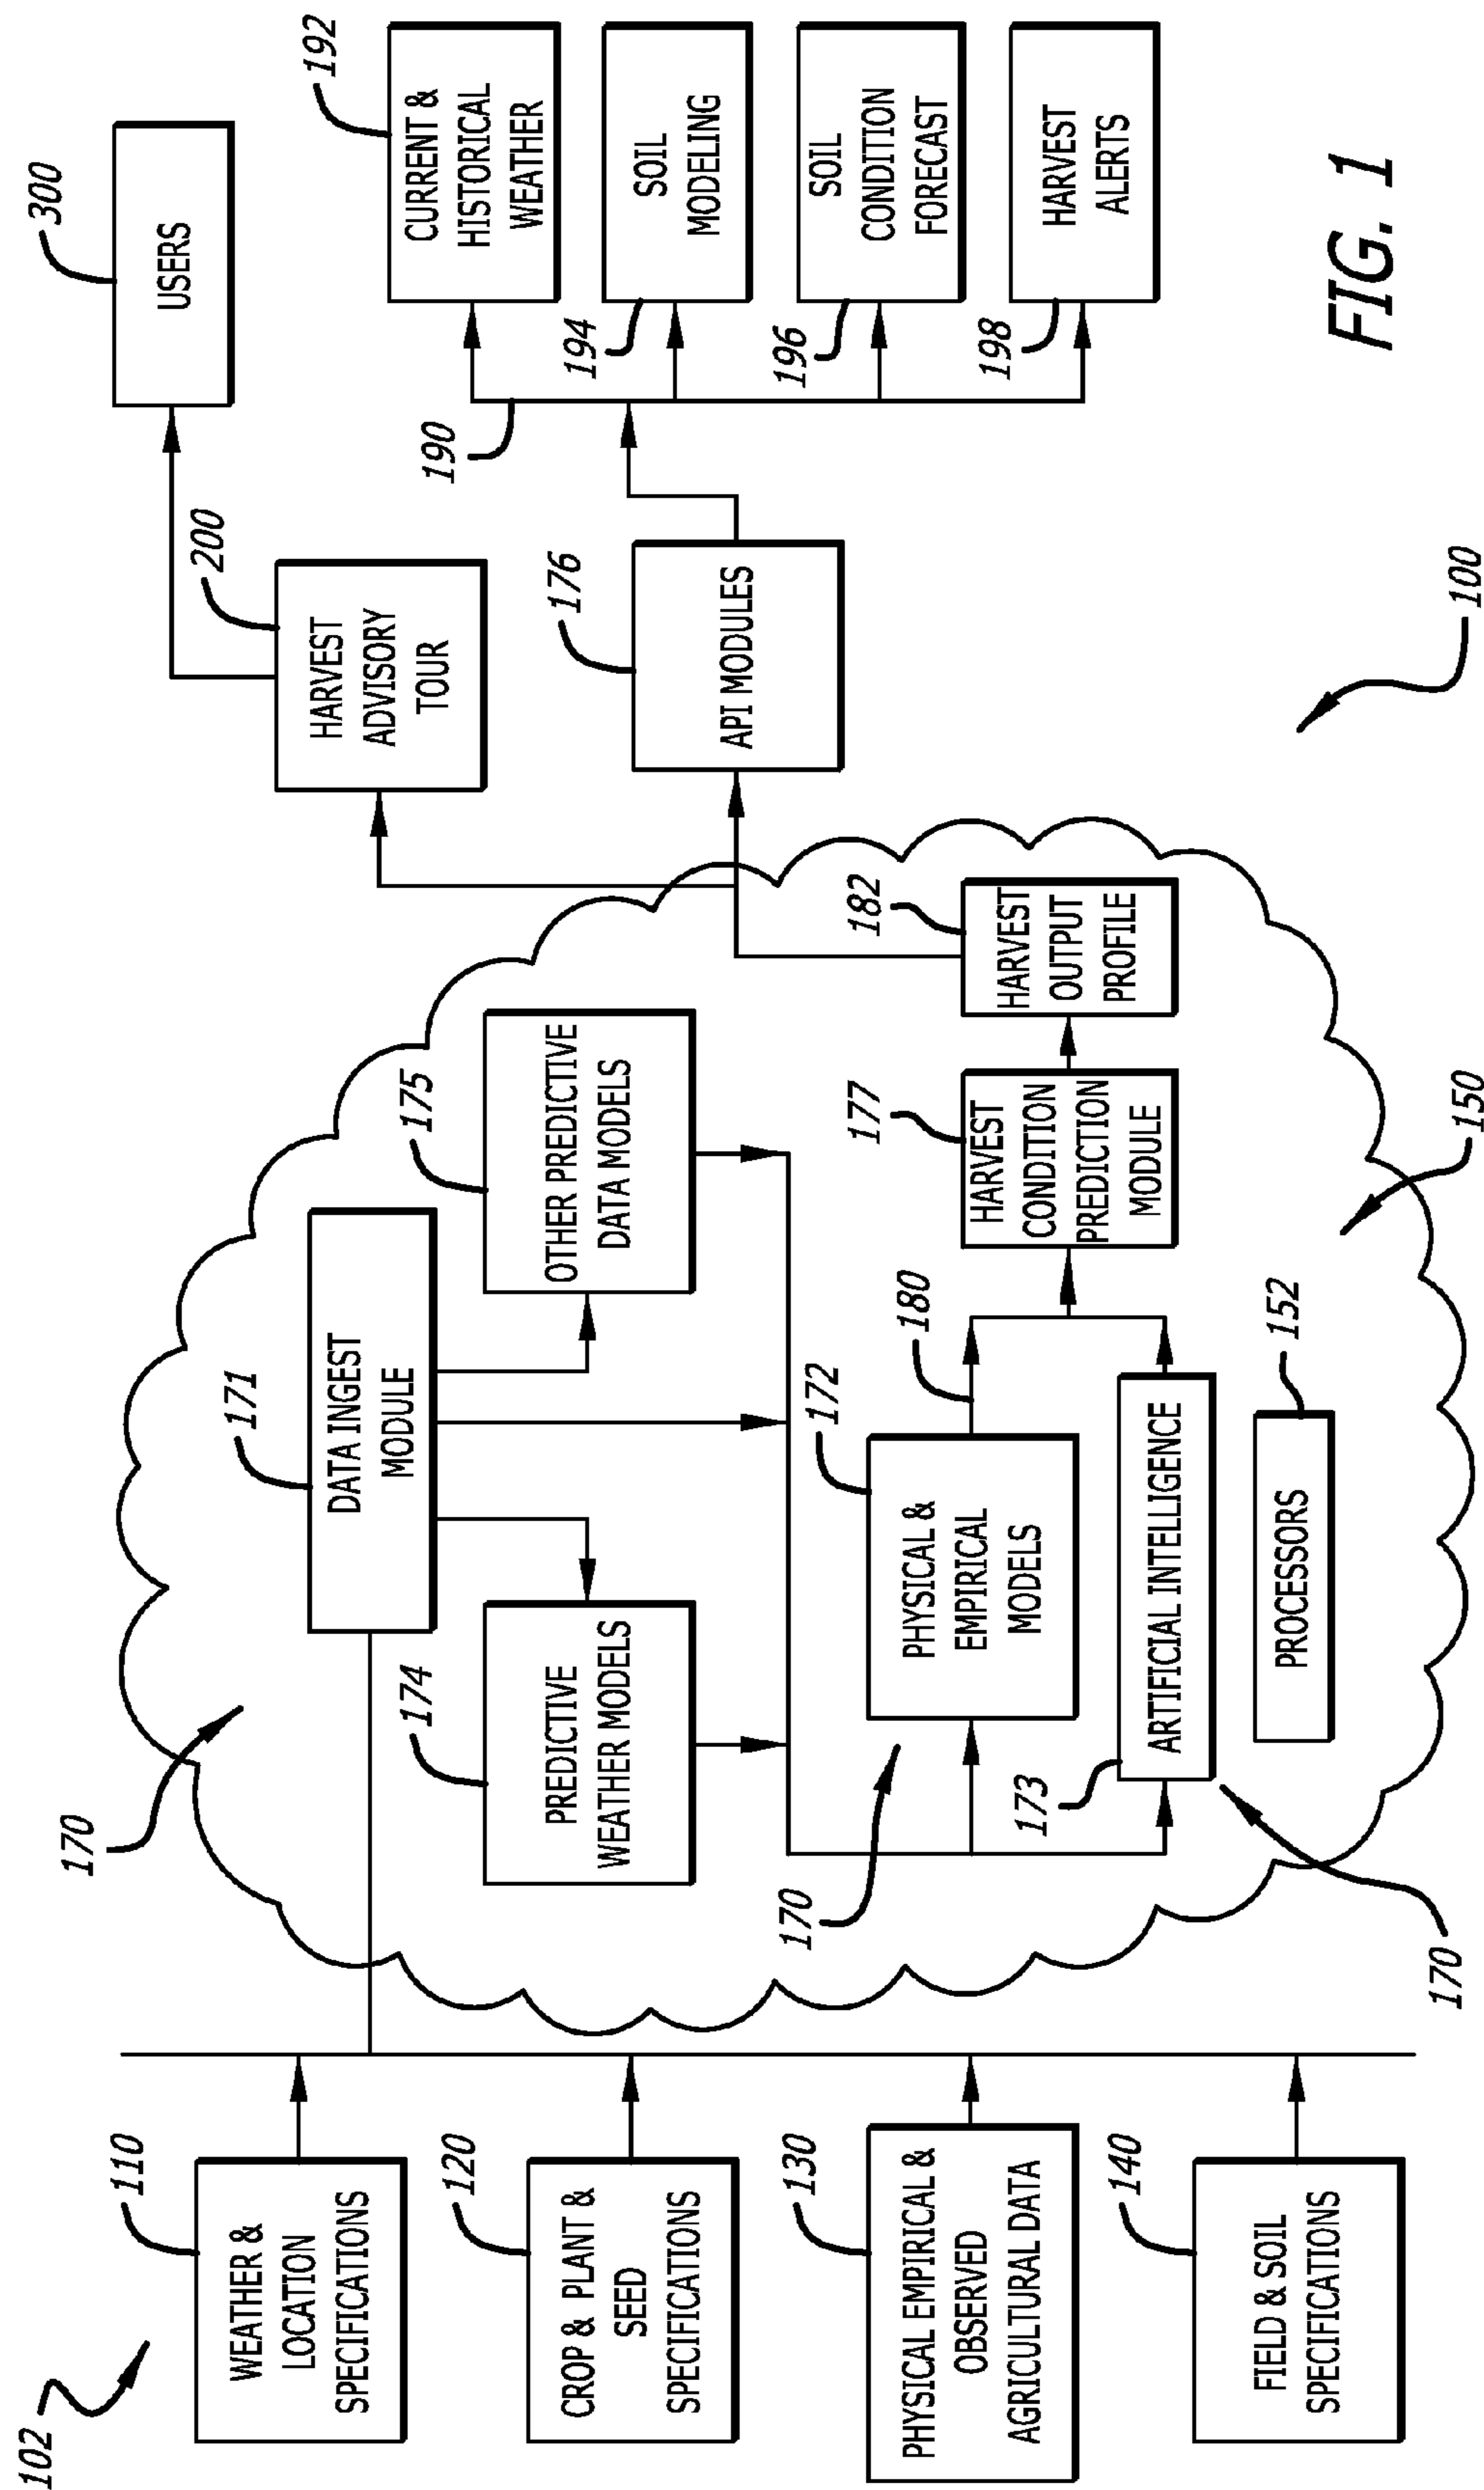 102
110
WEATHER &
LOCATION
SPECIFICATIONS
120
CROP & PLANT &
SEED
SPECIFICATIONS
130
PHYSICAL EMPIRICAL &
OBSERVED
AGRICULTURAL DATA
140
FIELD & SOIL
SPECIFICATIONS
170
171
DATA INGEST
MODULE
174
PREDICTIVE
WEATHER MODELS
175
OTHER PREDICTIVE
DATA MODELS
170
172
PHYSICAL &
EMPIRICAL
MODELS
180
173
ARTIFICIAL INTELLIGENCE
170
152
PROCESSORS
177
HARVEST
CONDITION
PREDICTION
MODULE
182
HARVEST
OUTPUT
PROFILE
150
200
HARVEST
ADVISORY
TOUR
300
USERS
176
API MODULES
190
192
CURRENT &
HISTORICAL
WEATHER
194
SOIL
MODELING
196
SOIL
CONDITION
FORECAST
198
HARVEST
ALERTS
100
FIG. 1